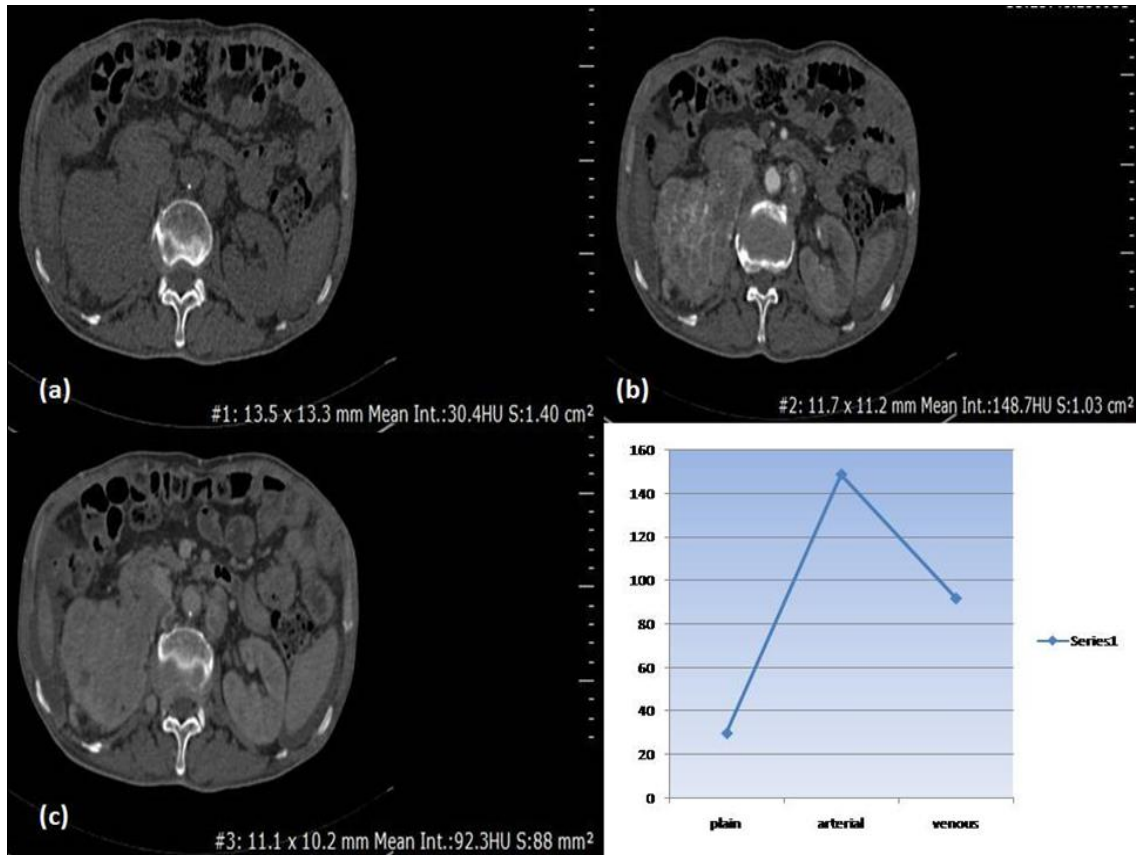 (a)
#1: 13.5 x 13.3 mm Mean Int.:30.4HU S:1.40 cm²
(b)
#2: 11.7 x 11.2 mm Mean Int.:148.7HU S:1.03 cm²
(c)
#3: 11.1 x 10.2 mm Mean Int.:92.3HU S:88 mm²
160
140
120
100
80
60
40
20
0
plain arterial venous
Series1